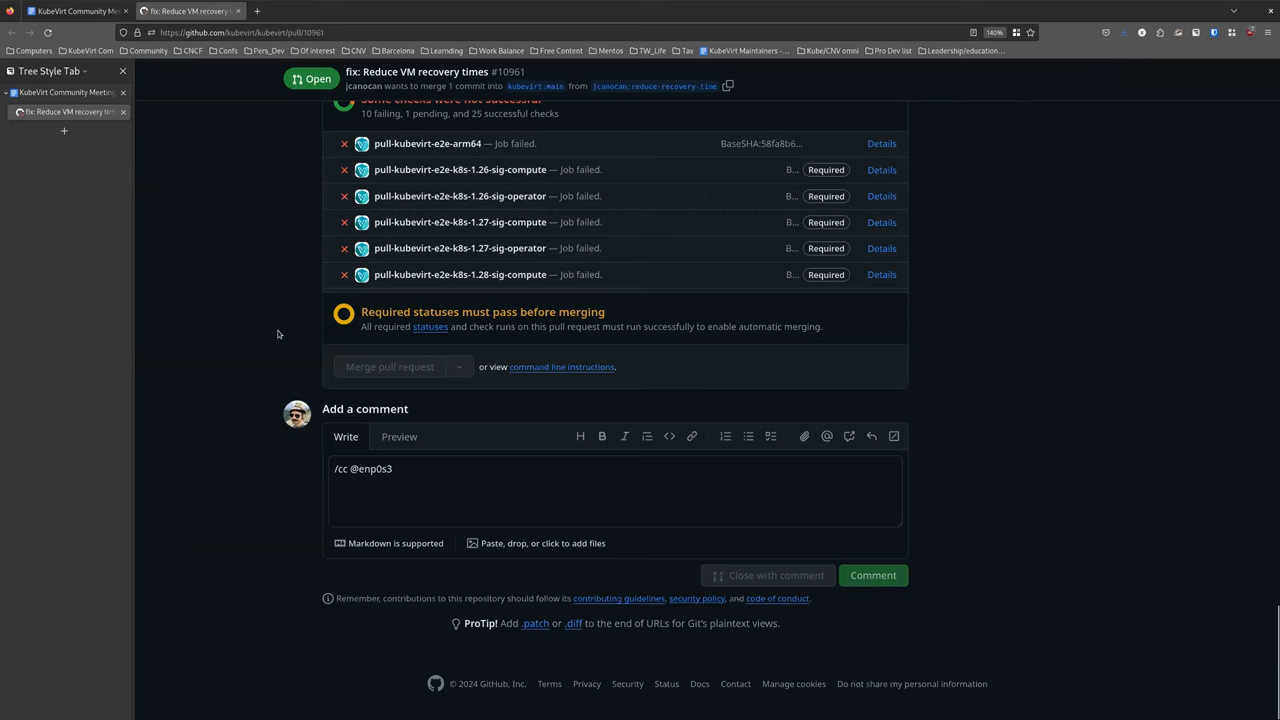 KubeVirt Community Mee
fix: Reduce VM recovery tim
https://github.com/kubevirt/kubevirt/pull/10961
140%
Computers
KubeVirt Com
Community
CNCF
Confs
Pers_Dev
Of interest
CNV
Barcelona
Learnding
Work Balance
Free Content
Mentos
TW_Life
Tax
KubeVirt Maintainers -...
Kube/CNV omni
Pro Dev list
Leadership/education...
Tree Style Tab
KubeVirt Community Meeting
fix: Reduce VM recovery tim
Open
fix: Reduce VM recovery times #10961
jcanocan wants to merge 1 commit into kubevirt:main from jcanocan:reduce-recovery-time
Some checks were not successful
10 failing, 1 pending, and 25 successful checks
pull-kubevirt-e2e-arm64 — Job failed. BaseSHA:58fa8b6... Details
pull-kubevirt-e2e-k8s-1.26-sig-compute — Job failed. B... Required Details
pull-kubevirt-e2e-k8s-1.26-sig-operator — Job failed. B... Required Details
pull-kubevirt-e2e-k8s-1.27-sig-compute — Job failed. B... Required Details
pull-kubevirt-e2e-k8s-1.27-sig-operator — Job failed. B... Required Details
pull-kubevirt-e2e-k8s-1.28-sig-compute — Job failed. B... Required Details
Required statuses must pass before merging
All required statuses and check runs on this pull request must run successfully to enable automatic merging.
Merge pull request or view command line instructions.
Add a comment
Write Preview
/cc @enp0s3
Markdown is supported Paste, drop, or click to add files
Close with comment Comment
Remember, contributions to this repository should follow its contributing guidelines, security policy, and code of conduct.
ProTip! Add .patch or .diff to the end of URLs for Git's plaintext views.
© 2024 GitHub, Inc. Terms Privacy Security Status Docs Contact Manage cookies Do not share my personal information